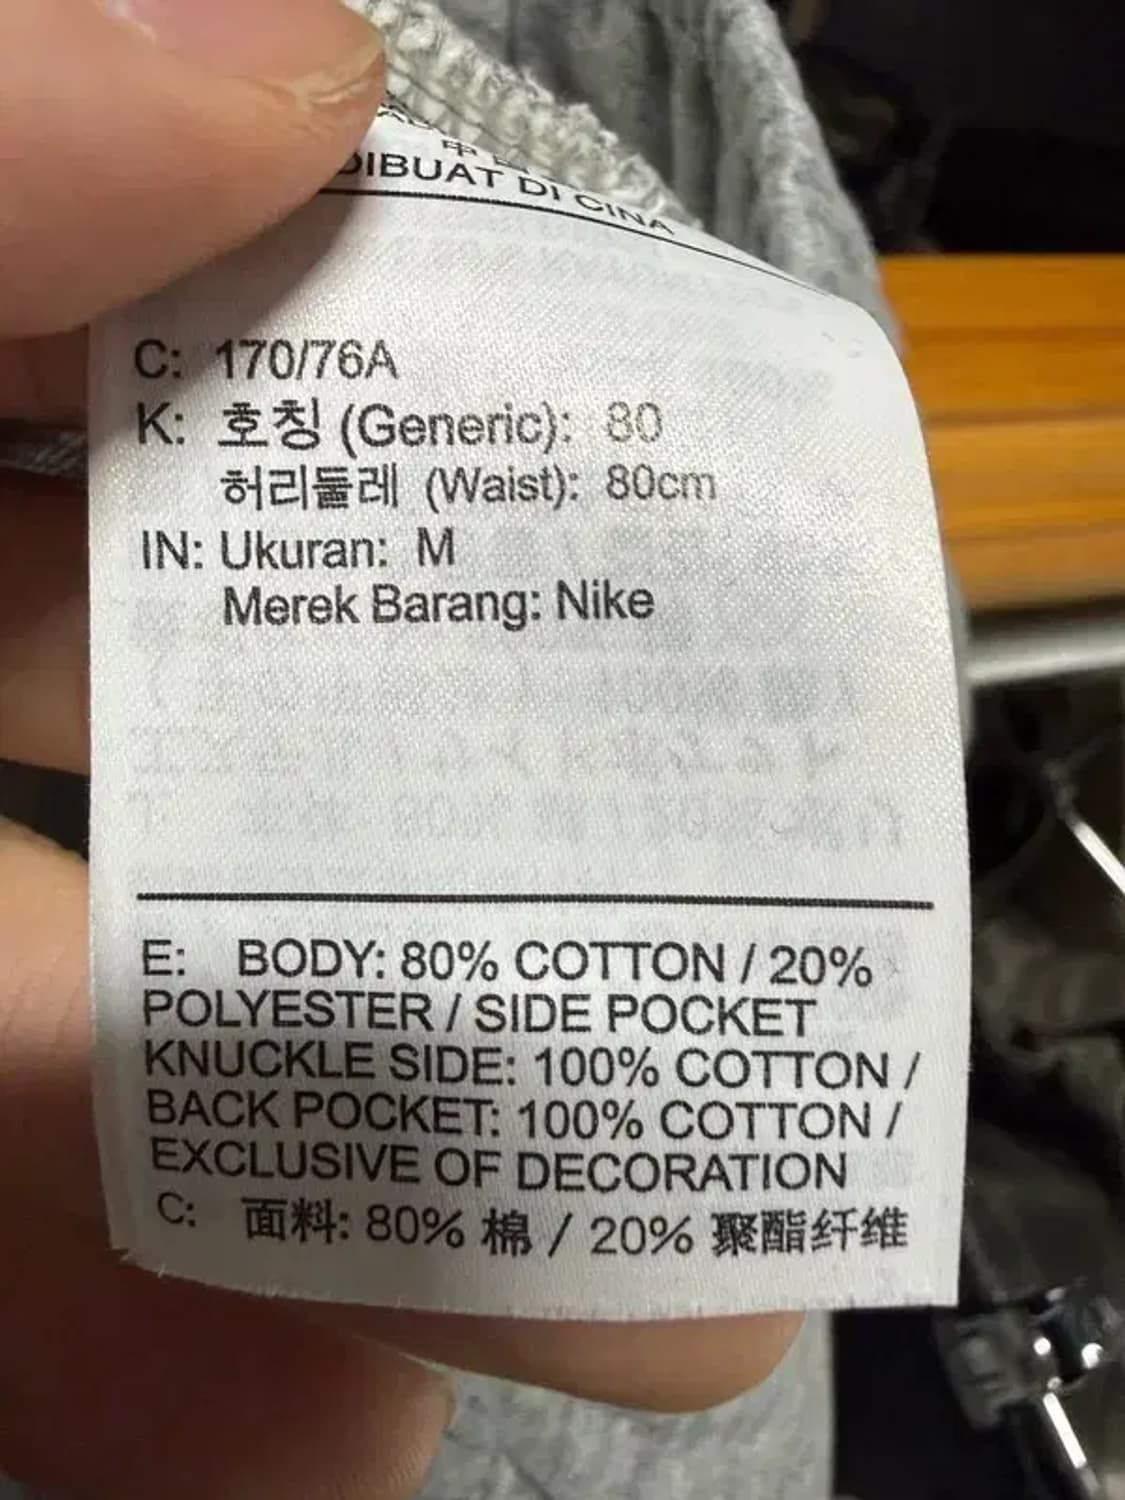 DIBUAT DI CINA
C: 170/76A
K: 호칭 (Generic): 80
허리둘레 (Waist): 80cm
IN: Ukuran: M
Merek Barang: Nike
E: BODY: 80% COTTON / 20%
POLYESTER / SIDE POCKET
KNUCKLE SIDE: 100% COTTON /
BACK POCKET: 100% COTTON /
EXCLUSIVE OF DECORATION
C: 面料: 80% 棉 / 20% 聚酯纤维